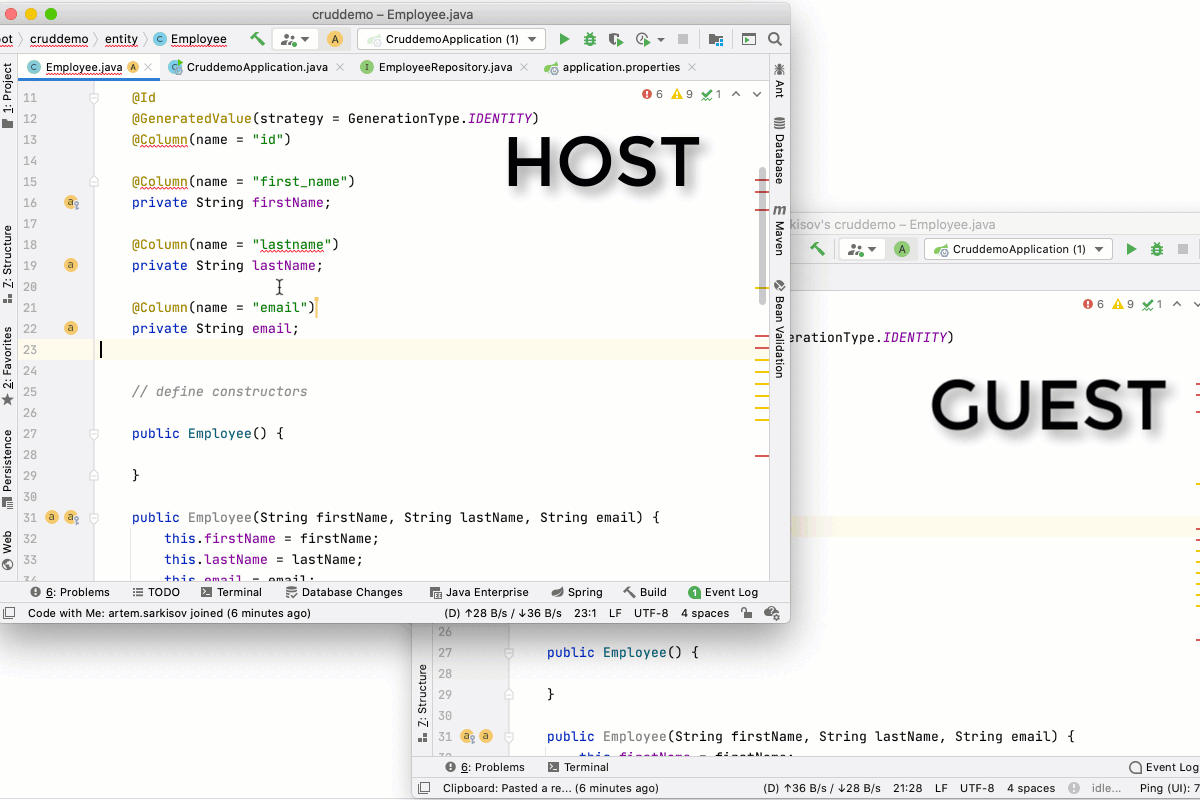 cruddemo – Employee.java
ot cruddemo entity Employee A CruddemoApplication (1)
Employee.java A CruddemoApplication.java EmployeeRepository.java application.properties
1: Project
7: Structure
2: Favorites
Persistence
Web
6 9 1
11 @Id
12 @GeneratedValue(strategy = GenerationType.IDENTITY)
13 @Column(name = "id")
14
15 @Column(name = "first_name")
16 private String firstName;
17
18 @Column(name = "lastname")
19 private String lastName;
20
21 @Column(name = "email")
22 private String email;
23
24
25 // define constructors
26
27 public Employee() {
28
29 }
30
31 public Employee(String firstName, String lastName, String email) {
32 this.firstName = firstName;
33 this.lastName = lastName;
34 this.email = email;
HOST
Ant
Database
Maven
Bean Validation
6: Problems TODO Terminal Database Changes Java Enterprise Spring Build 1 Event Log
Code with Me: artem.sarkisov joined (6 minutes ago) (D) ↑28 B/s / ↓36 B/s 23:1 LF UTF-8 4 spaces
kisov's cruddemo – Employee.java
A CruddemoApplication (1)
6 9 1
erationType.IDENTITY)
GUEST
26
27 public Employee() {
28
29 }
30
31 public Employee(String firstName, String lastName, String email) {
32 this.firstName = firstName;
7: Structure
6: Problems Terminal Event Log
Clipboard: Pasted a re... (6 minutes ago) (D) ↑36 B/s / ↓28 B/s 21:28 LF UTF-8 4 spaces idle... Ping (UI): 7